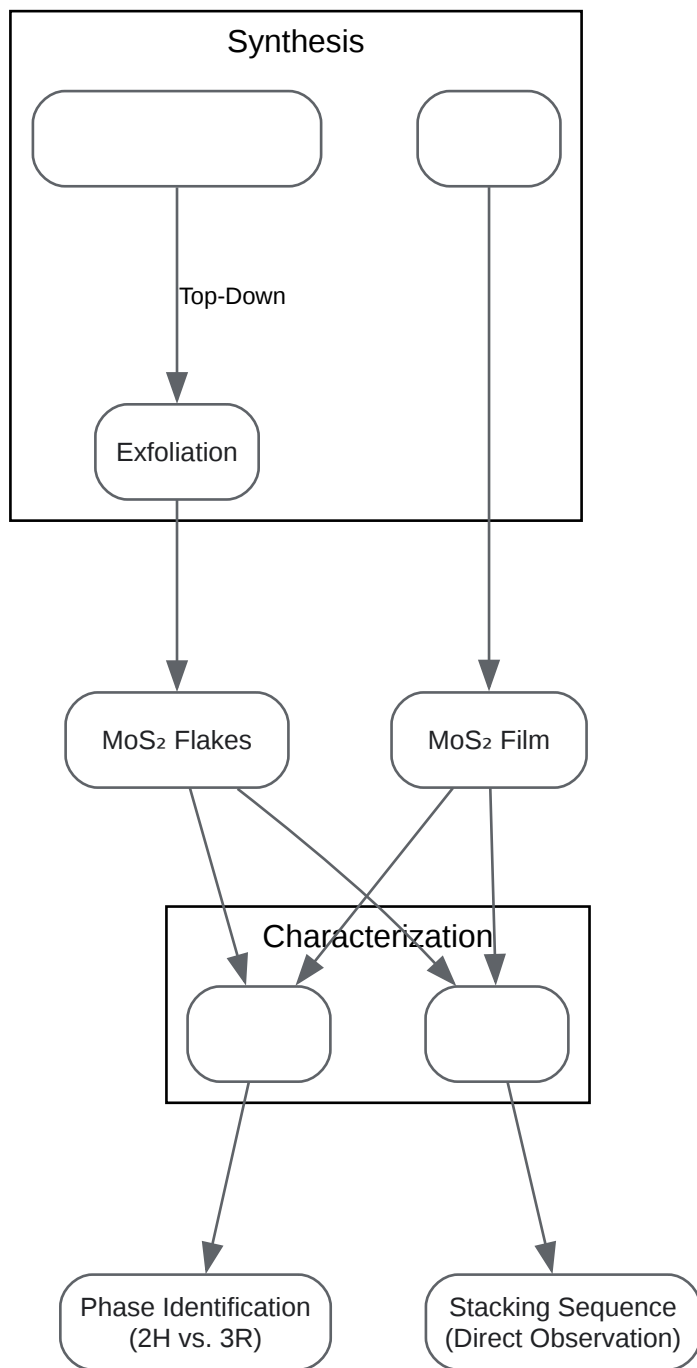 Synthesis
Top-Down
Exfoliation
MoS₂ Flakes
MoS₂ Film
Characterization
Phase Identification
(2H vs. 3R)
Stacking Sequence
(Direct Observation)